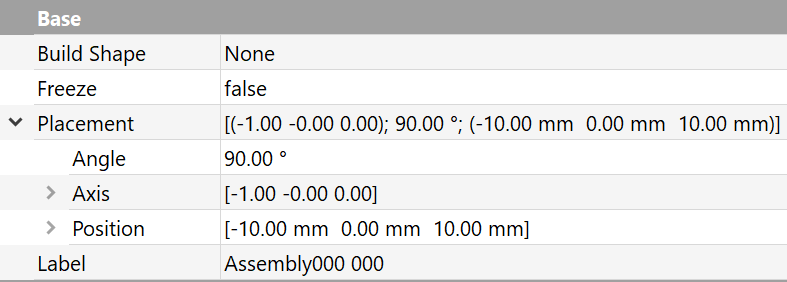 Base
Build Shape None
Freeze false
Placement [(-1.00 -0.00 0.00); 90.00 °; (-10.00 mm  0.00 mm  10.00 mm)]
Angle 90.00 °
Axis [-1.00 -0.00 0.00]
Position [-10.00 mm  0.00 mm  10.00 mm]
Label Assembly000 000